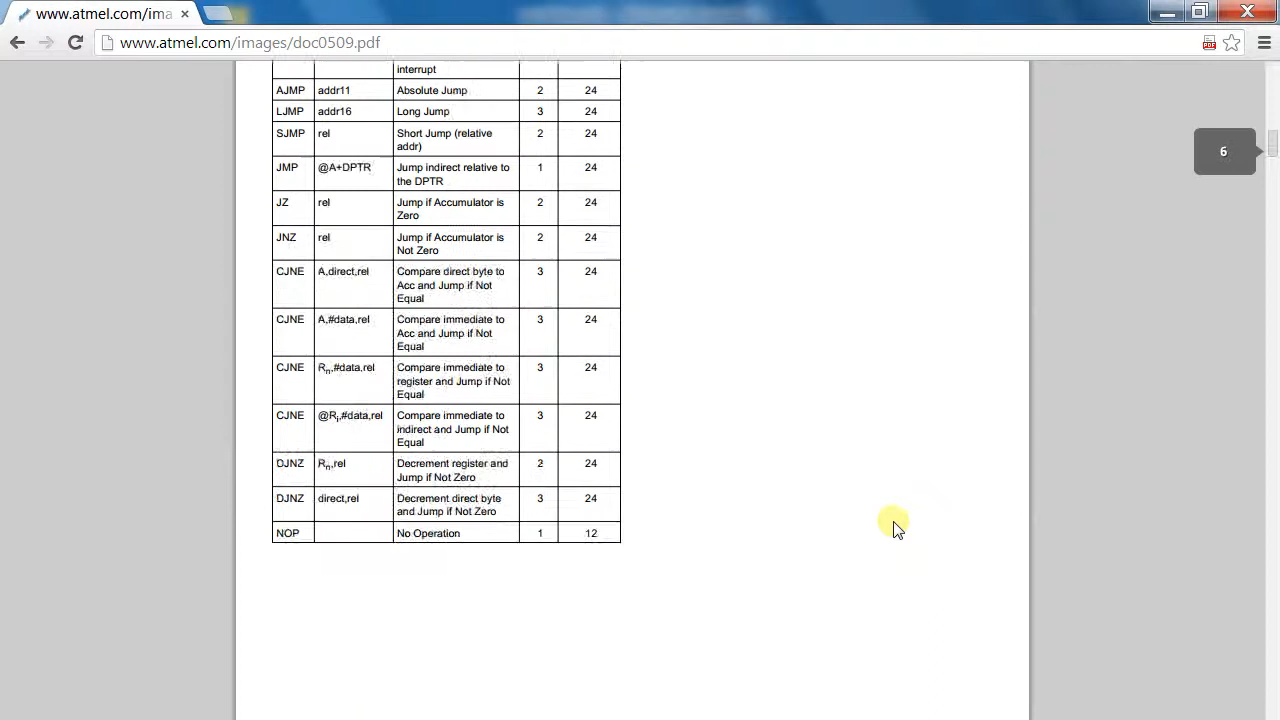 www.atmel.com/ima
www.atmel.com/images/doc0509.pdf
interrupt
AJMP addr11 Absolute Jump 2 24
LJMP addr16 Long Jump 3 24
SJMP rel Short Jump (relative 2 24
addr)
JMP @A+DPTR Jump indirect relative to 1 24
the DPTR
JZ rel Jump if Accumulator is 2 24
Zero
JNZ rel Jump if Accumulator is 2 24
Not Zero
CJNE A,direct,rel Compare direct byte to 3 24
Acc and Jump if Not
Equal
CJNE A,#data,rel Compare immediate to 3 24
Acc and Jump if Not
Equal
CJNE Rn,#data,rel Compare immediate to 3 24
register and Jump if Not
Equal
CJNE @Ri,#data,rel Compare immediate to 3 24
indirect and Jump if Not
Equal
DJNZ Rn,rel Decrement register and 2 24
Jump if Not Zero
DJNZ direct,rel Decrement direct byte 3 24
and Jump if Not Zero
NOP No Operation 1 12
6